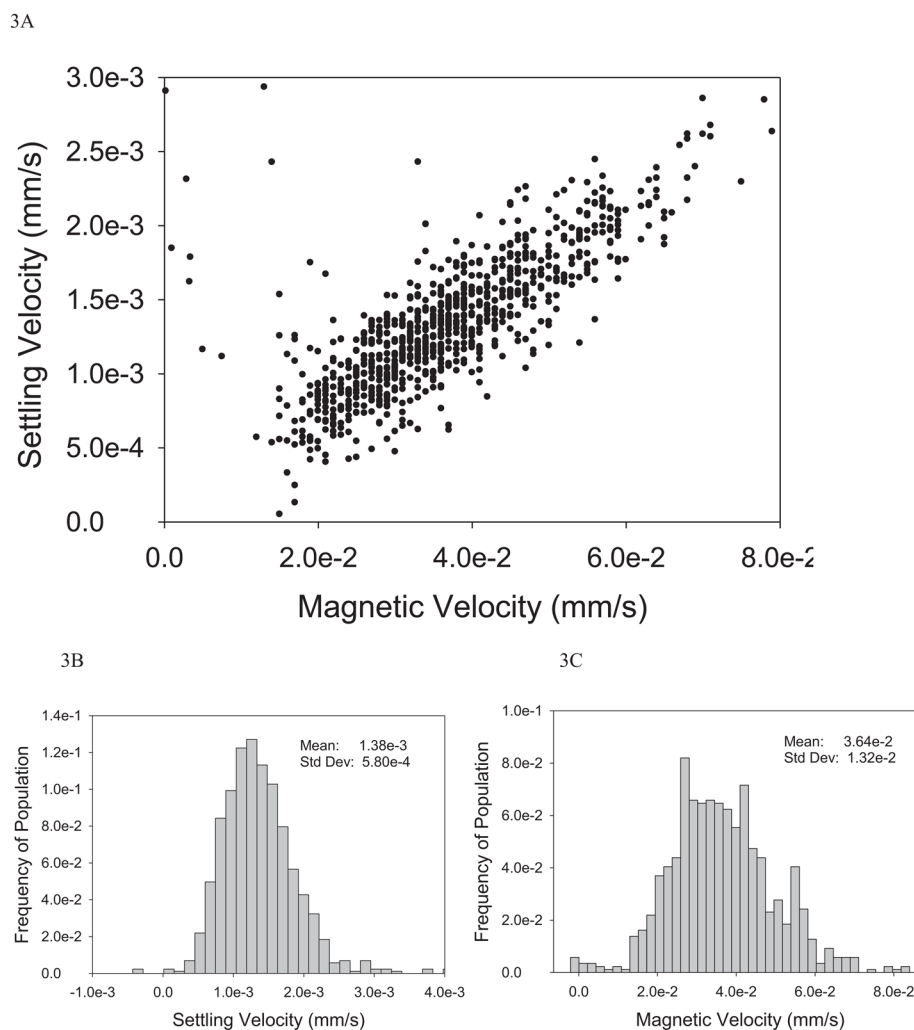 3A
3.0e-3
2.5e-3
2.0e-3
1.5e-3
1.0e-3
5.0e-4
0.0
Settling Velocity (mm/s)
0.0 2.0e-2 4.0e-2 6.0e-2 8.0e-2
Magnetic Velocity (mm/s)
3B
1.4e-1
1.2e-1
1.0e-1
8.0e-2
6.0e-2
4.0e-2
2.0e-2
0.0
Frequency of Population
Mean: 1.38e-3
Std Dev: 5.80e-4
-1.0e-3 0.0 1.0e-3 2.0e-3 3.0e-3 4.0e-3
Settling Velocity (mm/s)
3C
1.0e-1
8.0e-2
6.0e-2
4.0e-2
2.0e-2
0.0
Frequency of Population
Mean: 3.64e-2
Std Dev: 1.32e-2
0.0 2.0e-2 4.0e-2 6.0e-2 8.0e-2
Magnetic Velocity (mm/s)